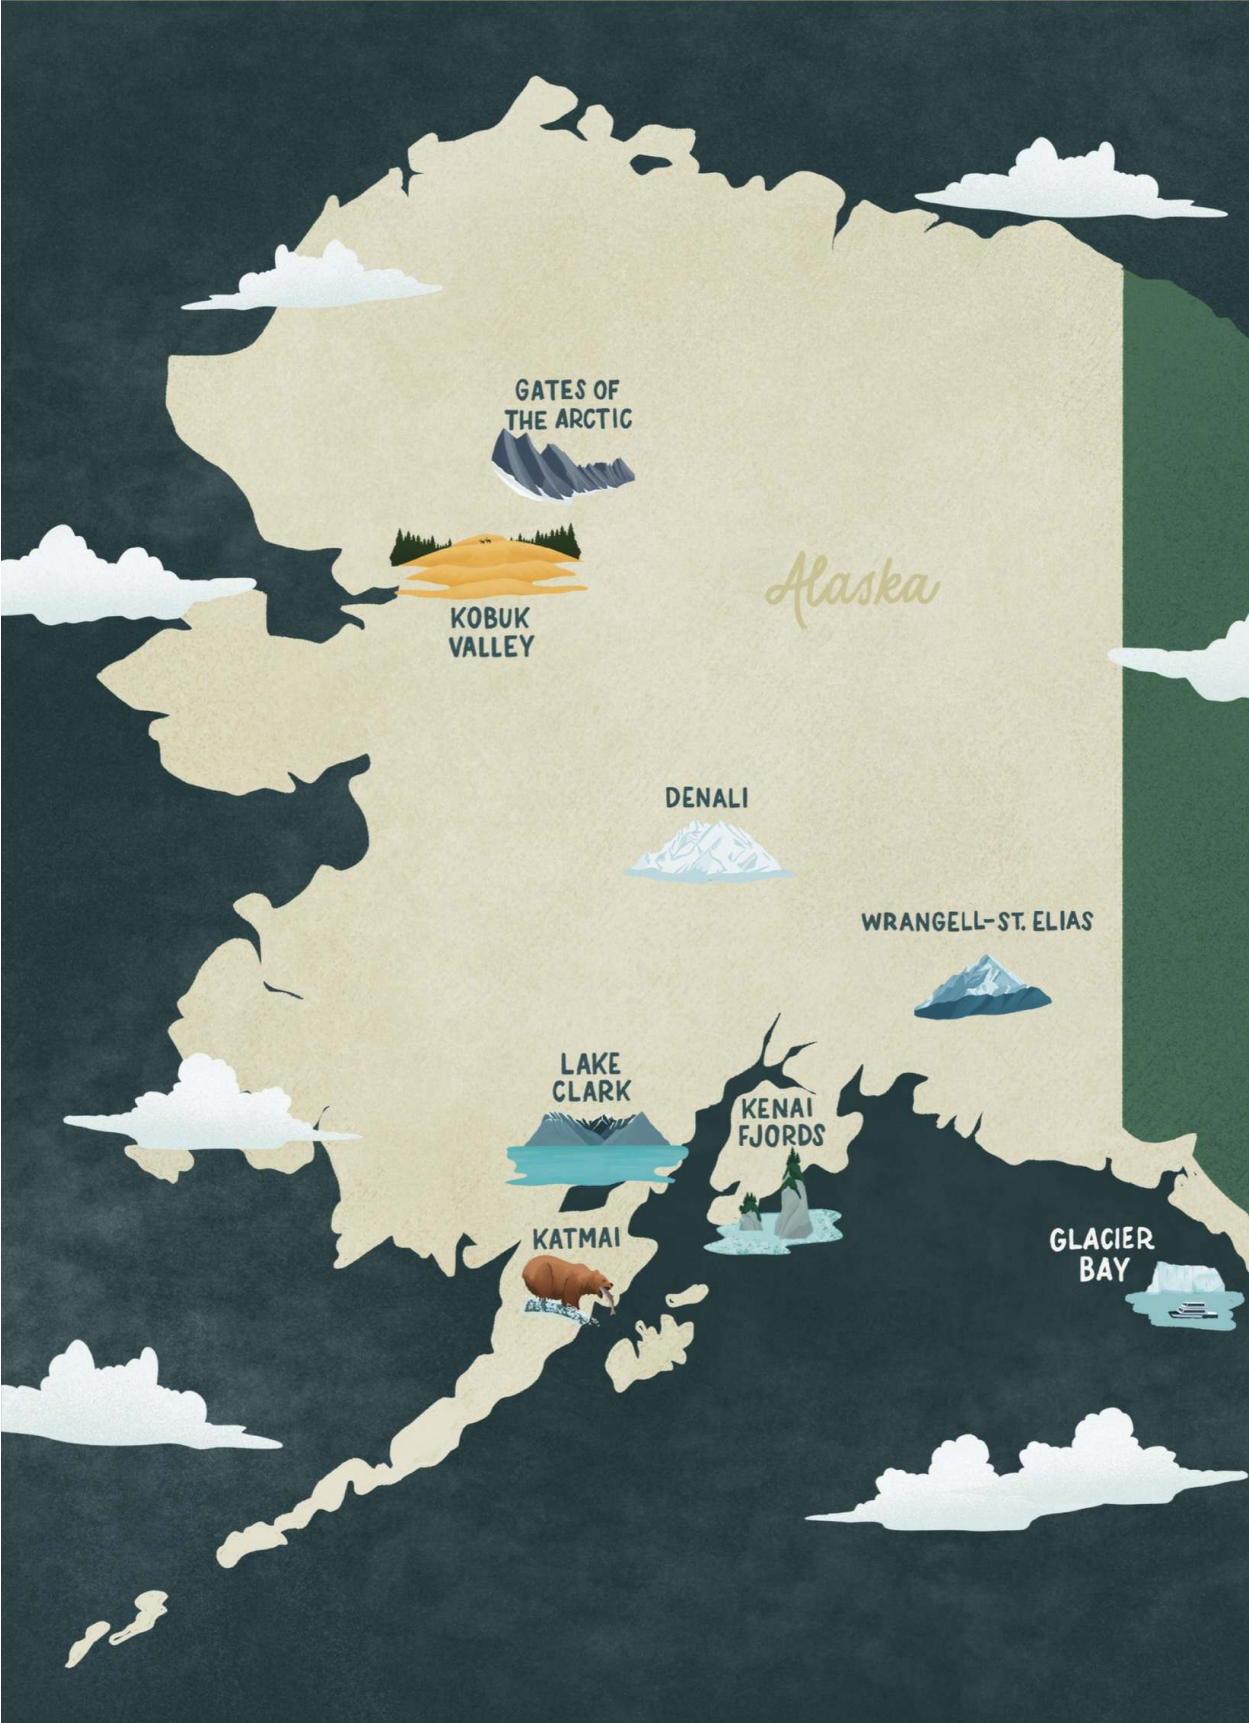 GATES OF
THE ARCTIC
Alaska
KOBUK
VALLEY
DENALI
WRANGELL-ST. ELIAS
LAKE
CLARK
KENAI
FJORDS
KATMAI
GLACIER
BAY